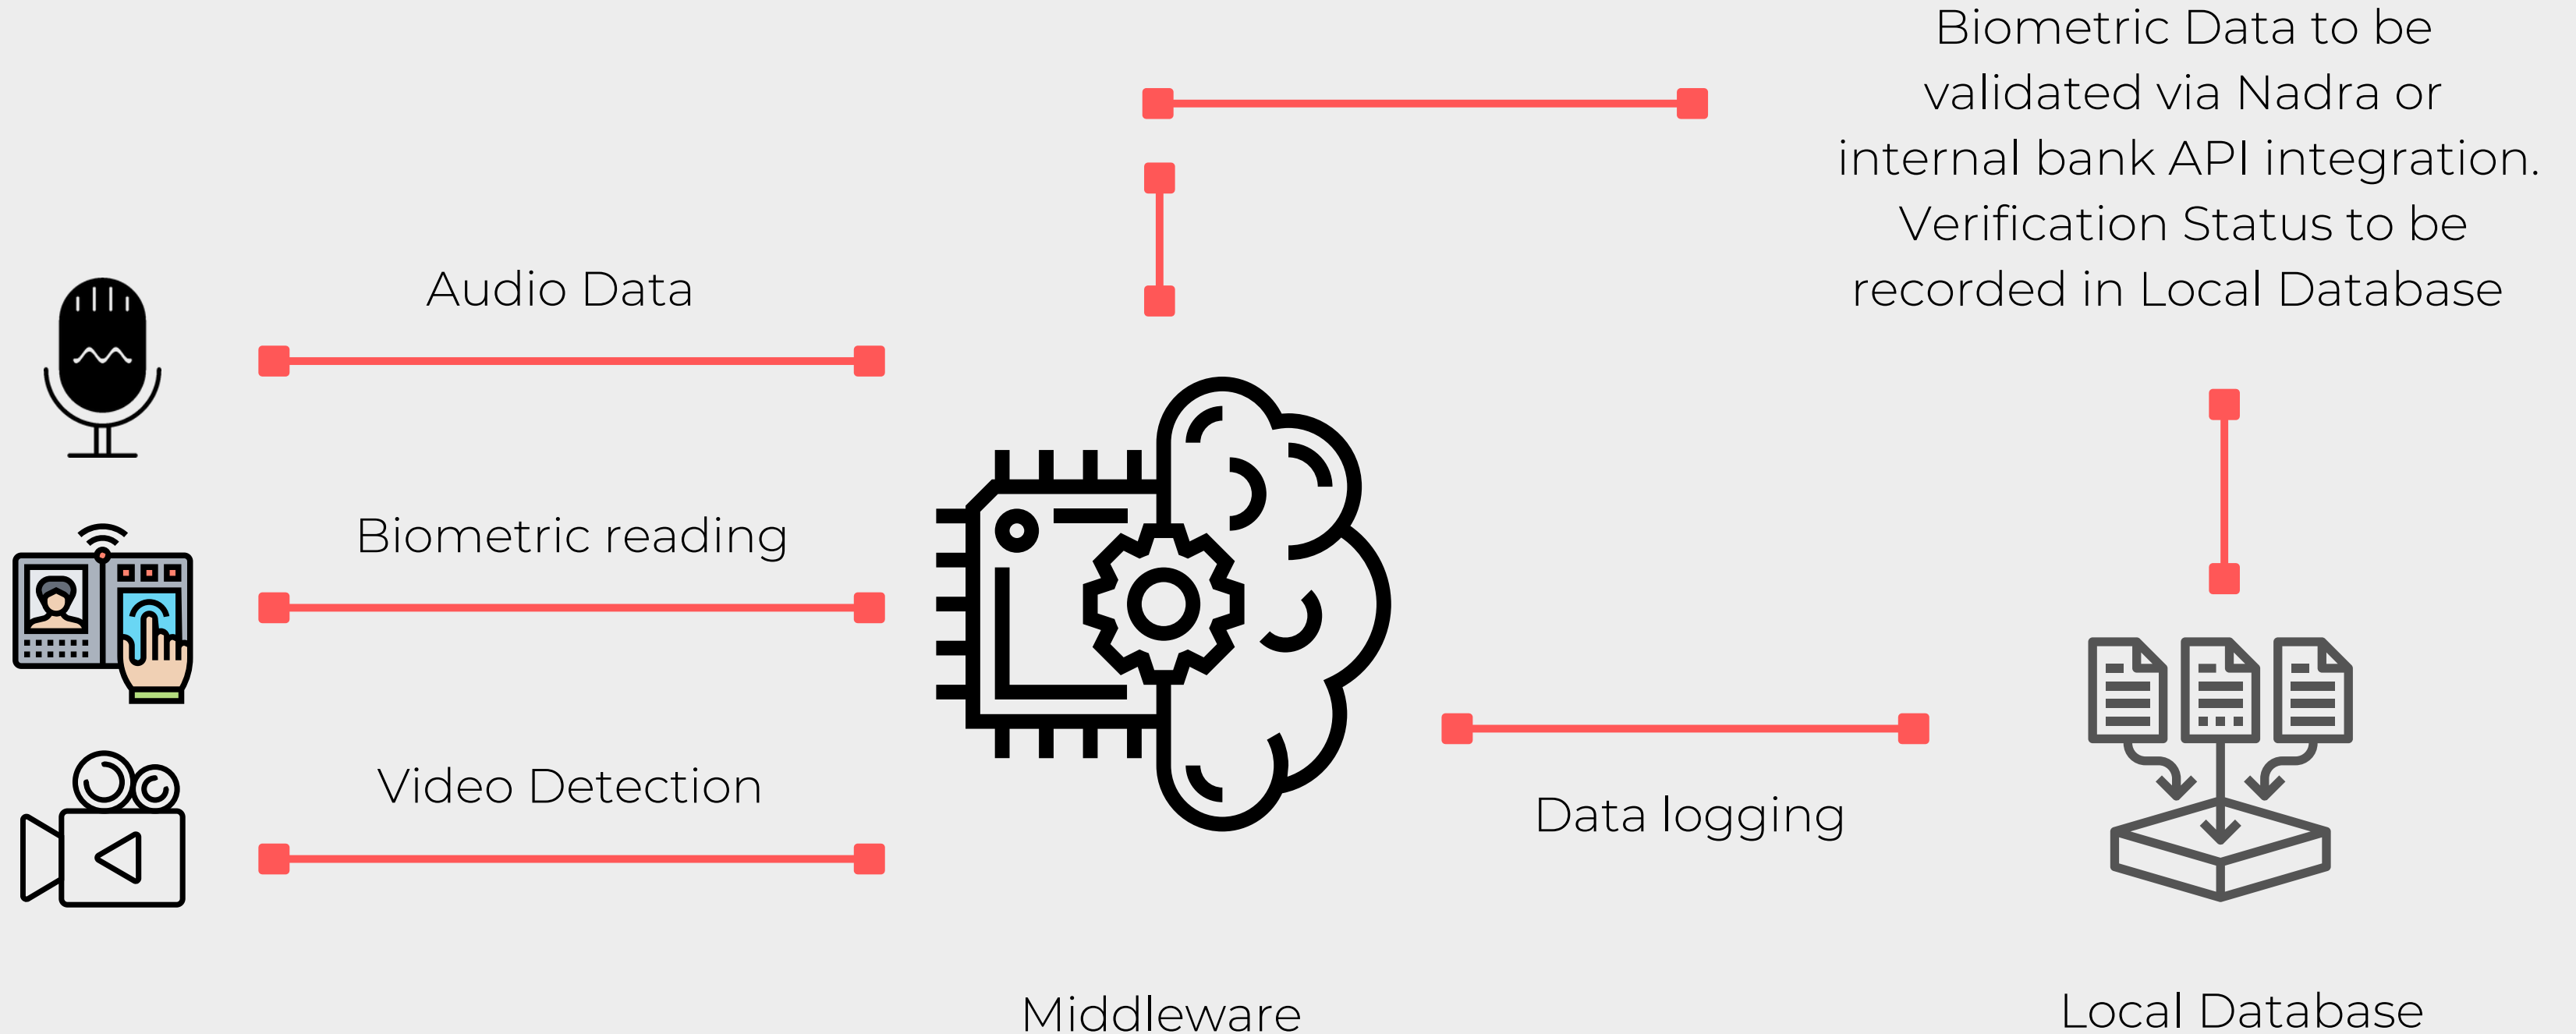 Biometric Data to be
validated via Nadra or
internal bank API integration.
Verification Status to be
recorded in Local Database
Audio Data
Biometric reading
Video Detection
Data logging
Middleware
Local Database